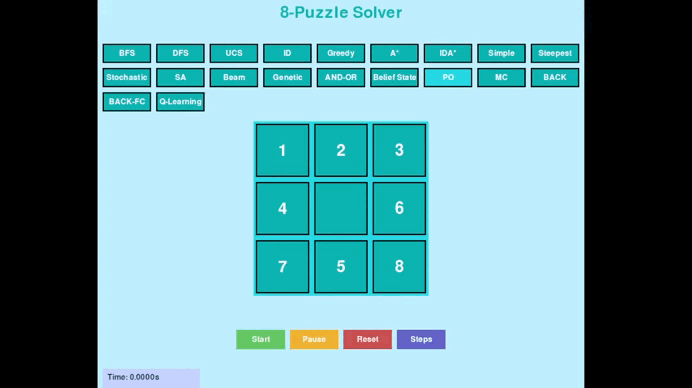 8-Puzzle Solver
BFS DFS UCS ID Greedy A* IDA* Simple Steepest
Stochastic SA Beam Genetic AND-OR Belief State PO MC BACK
BACK-FC Q-Learning
1 2 3
4 6
7 5 8
Start Pause Reset Steps
Time: 0.0000s